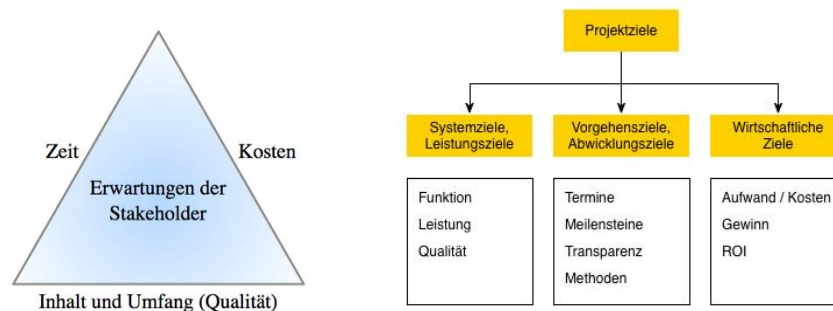 Zeit
Kosten
Erwartungen der
Stakeholder
Inhalt und Umfang (Qualität)
Projektziele
Systemziele,
Leistungsziele
Vorgehensziele,
Abwicklungsziele
Wirtschaftliche
Ziele
Funktion
Leistung
Qualität
Termine
Meilensteine
Transparenz
Methoden
Aufwand / Kosten
Gewinn
ROI